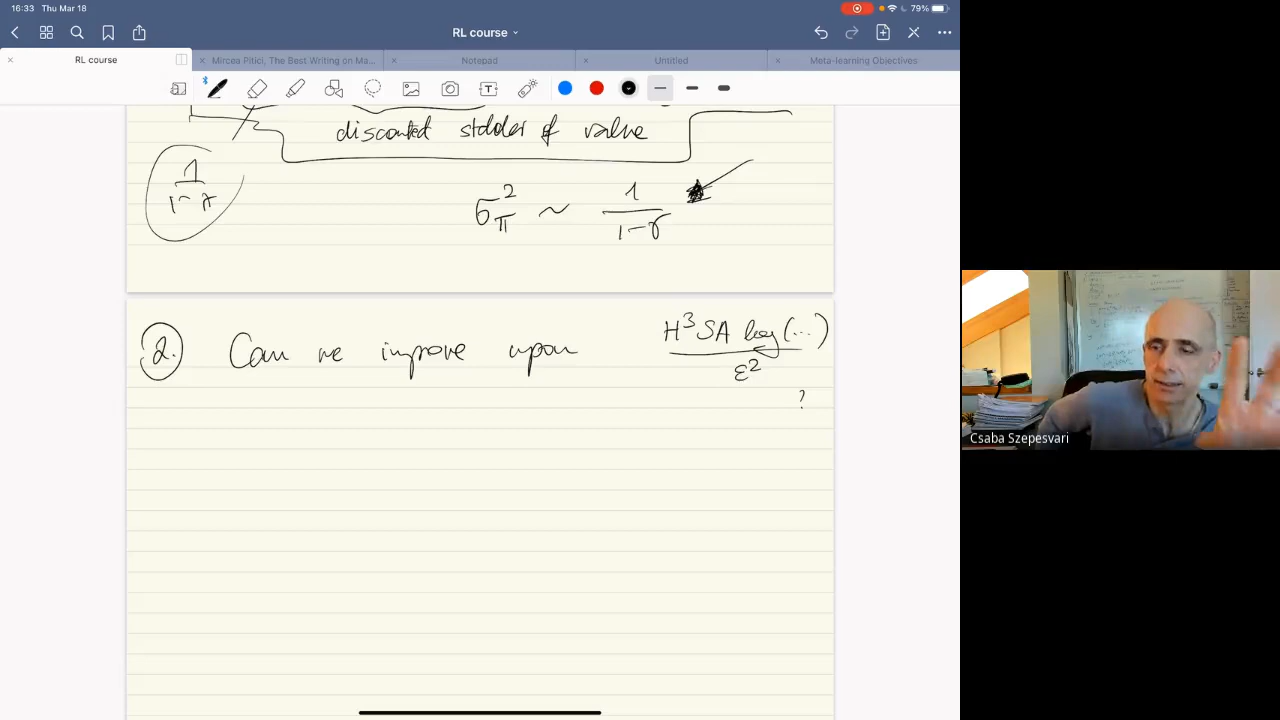 16:33 Thu Mar 18
79%
RL course
RL course
Mircea Pitici, The Best Writing on Ma...
Notepad
Untitled
Meta-learning Objectives
discounted stddev of value
1
1-γ
σ²π ~ 1
1-γ
2. Can we improve upon H³SA log(...)
ε²
?
Csaba Szepesvari